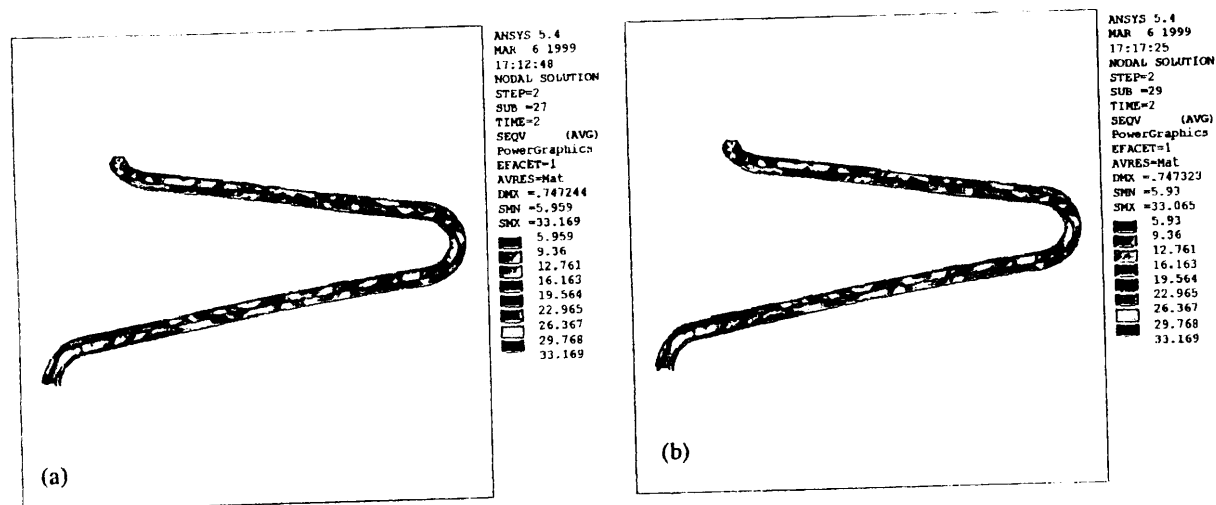 ANSYS 5.4
MAR 6 1999
17:12:48
NODAL SOLUTION
STEP=2
SUB =27
TIME=2
SEQV (AVG)
PowerGraphics
EFACET=1
AVRES=Mat
DMX =.747244
SMN =5.959
SMX =33.169
5.959
9.36
12.761
16.163
19.564
22.965
26.367
29.768
33.169
(a)
ANSYS 5.4
MAR 6 1999
17:17:25
NODAL SOLUTION
STEP=2
SUB =29
TIME=2
SEQV (AVG)
PowerGraphics
EFACET=1
AVRES=Mat
DMX =.747323
SMN =5.93
SMX =33.065
5.93
9.36
12.761
16.163
19.564
22.965
26.367
29.768
33.169
(b)